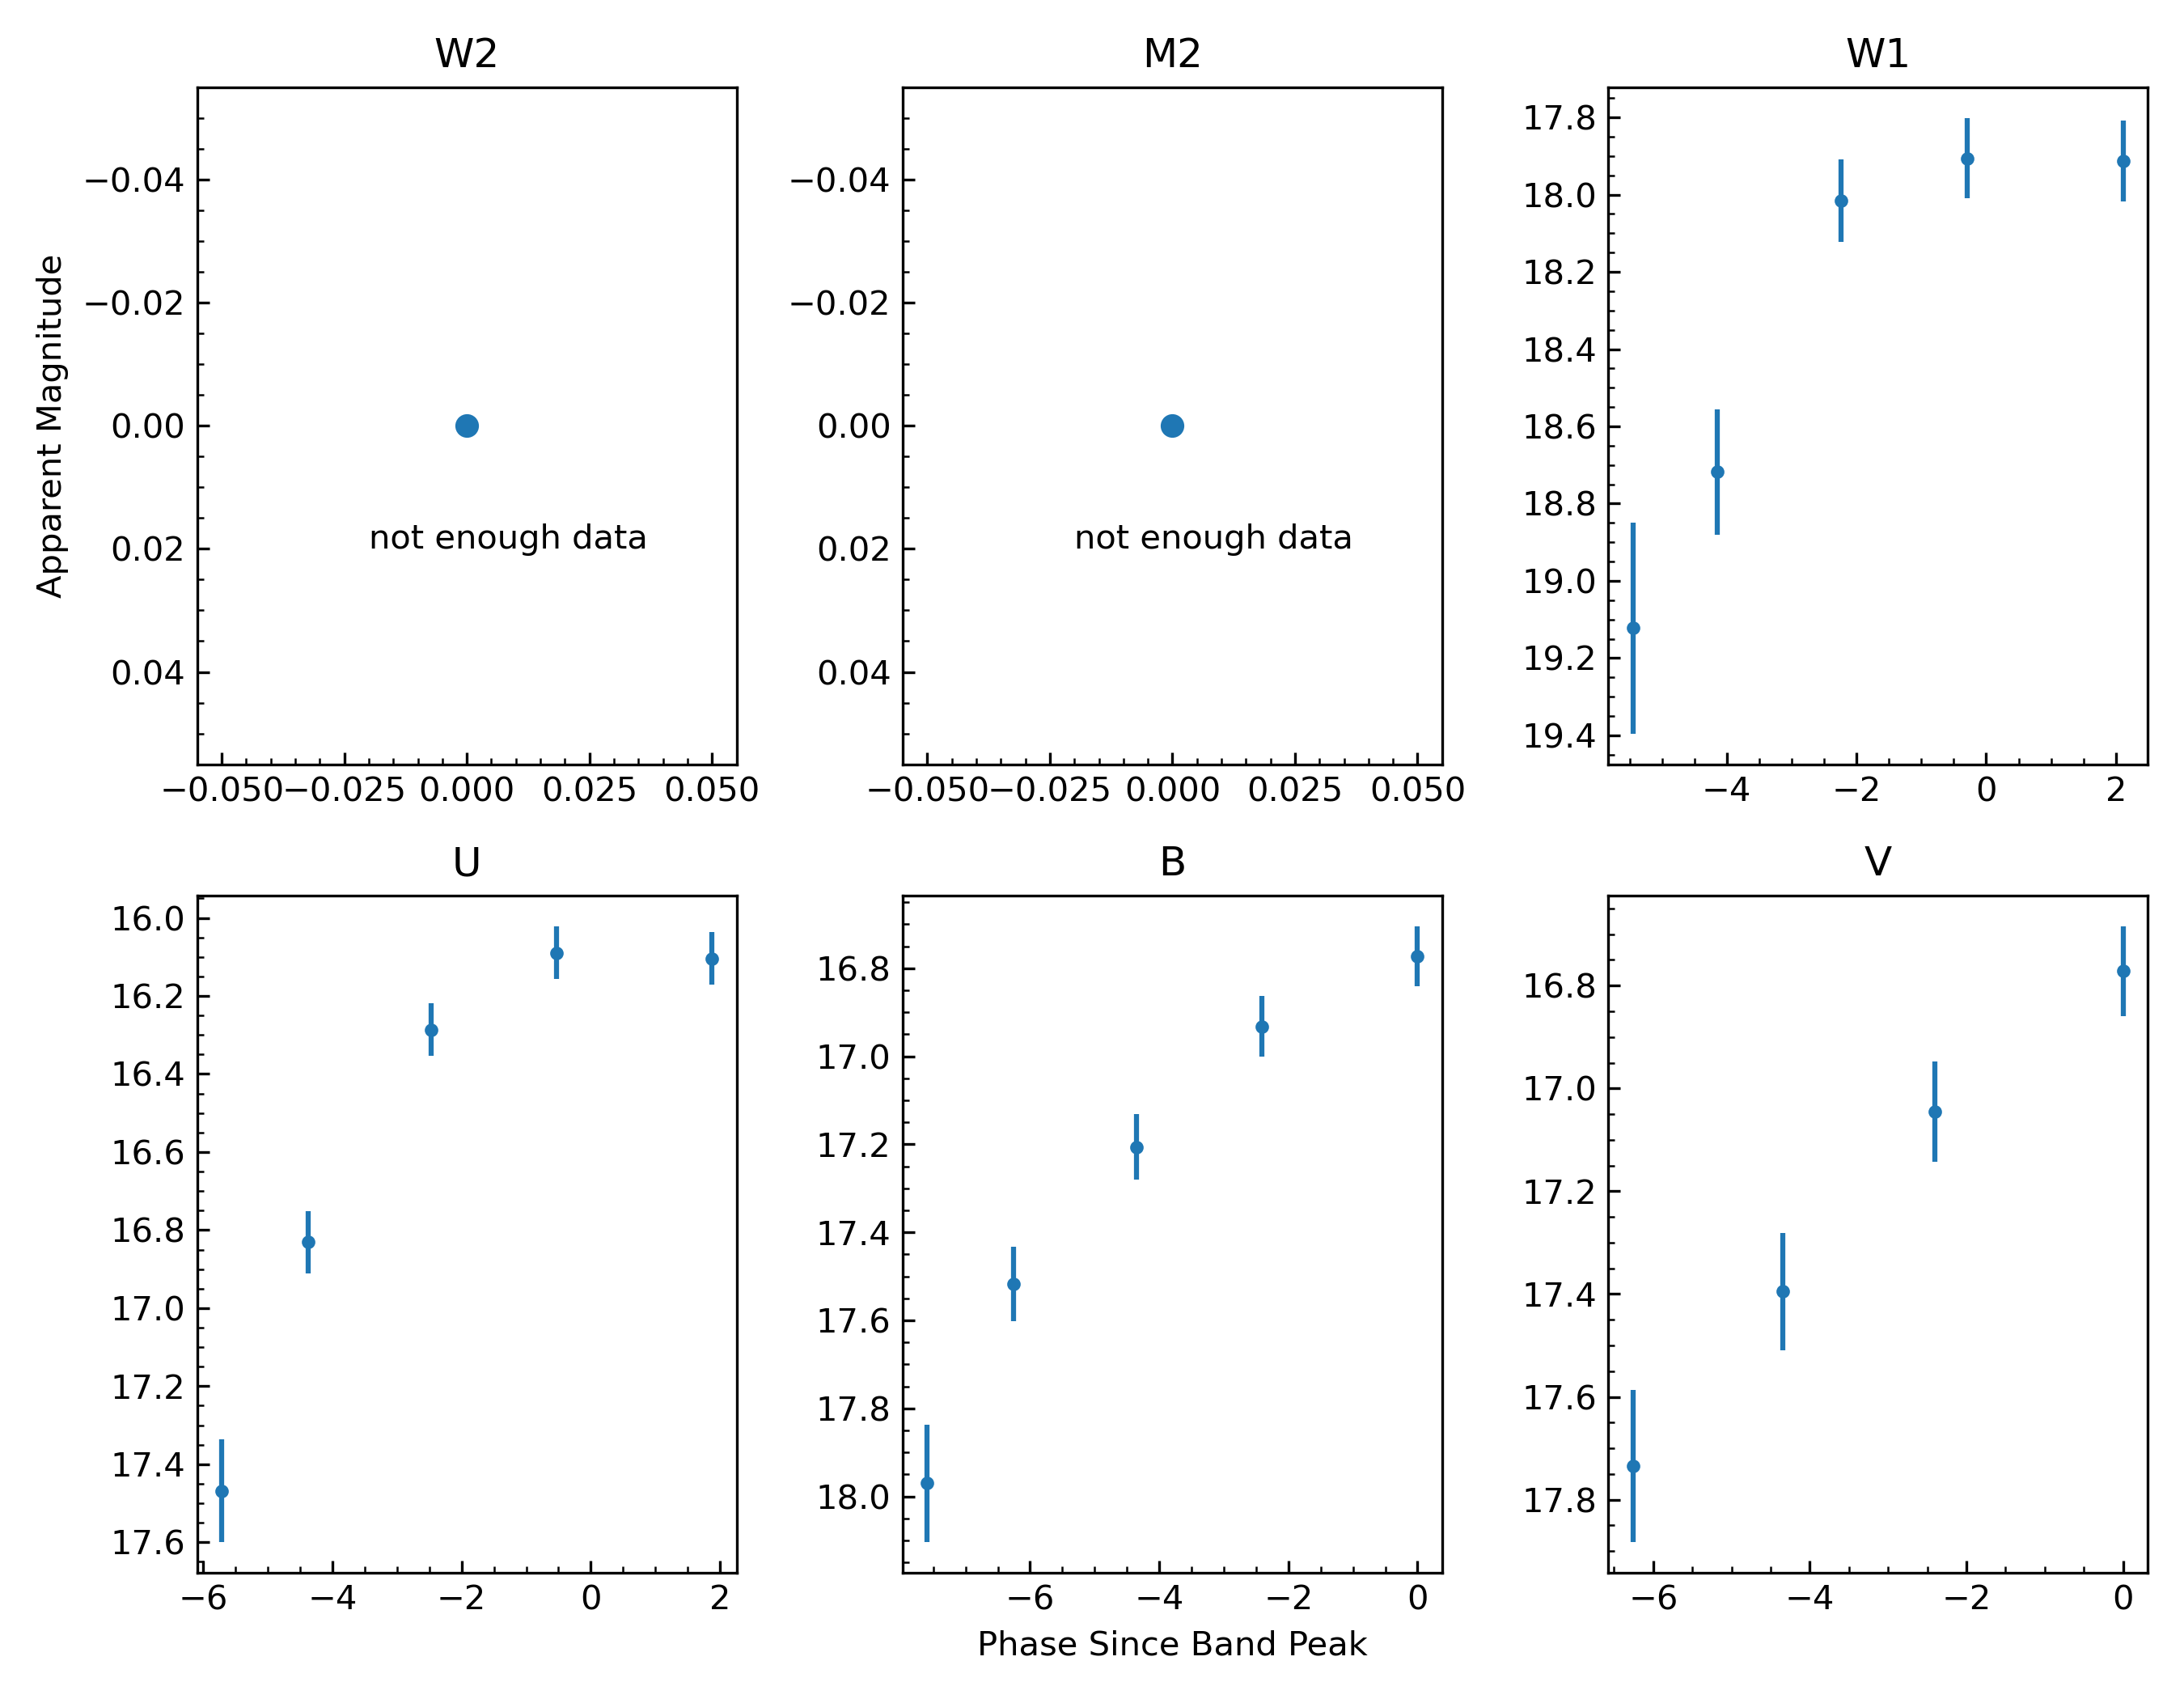 W2
M2
W1
Apparent Magnitude
−0.04
−0.02
0.00
0.02
0.04
not enough data
−0.050 −0.025 0.000 0.025 0.050
−0.04
−0.02
0.00
0.02
0.04
not enough data
−0.050 −0.025 0.000 0.025 0.050
17.8
18.0
18.2
18.4
18.6
18.8
19.0
19.2
19.4
−4 −2 0 2
U
B
V
16.0
16.2
16.4
16.6
16.8
17.0
17.2
17.4
17.6
−6 −4 −2 0 2
16.8
17.0
17.2
17.4
17.6
17.8
18.0
−6 −4 −2 0
16.8
17.0
17.2
17.4
17.6
17.8
−6 −4 −2 0
Phase Since Band Peak